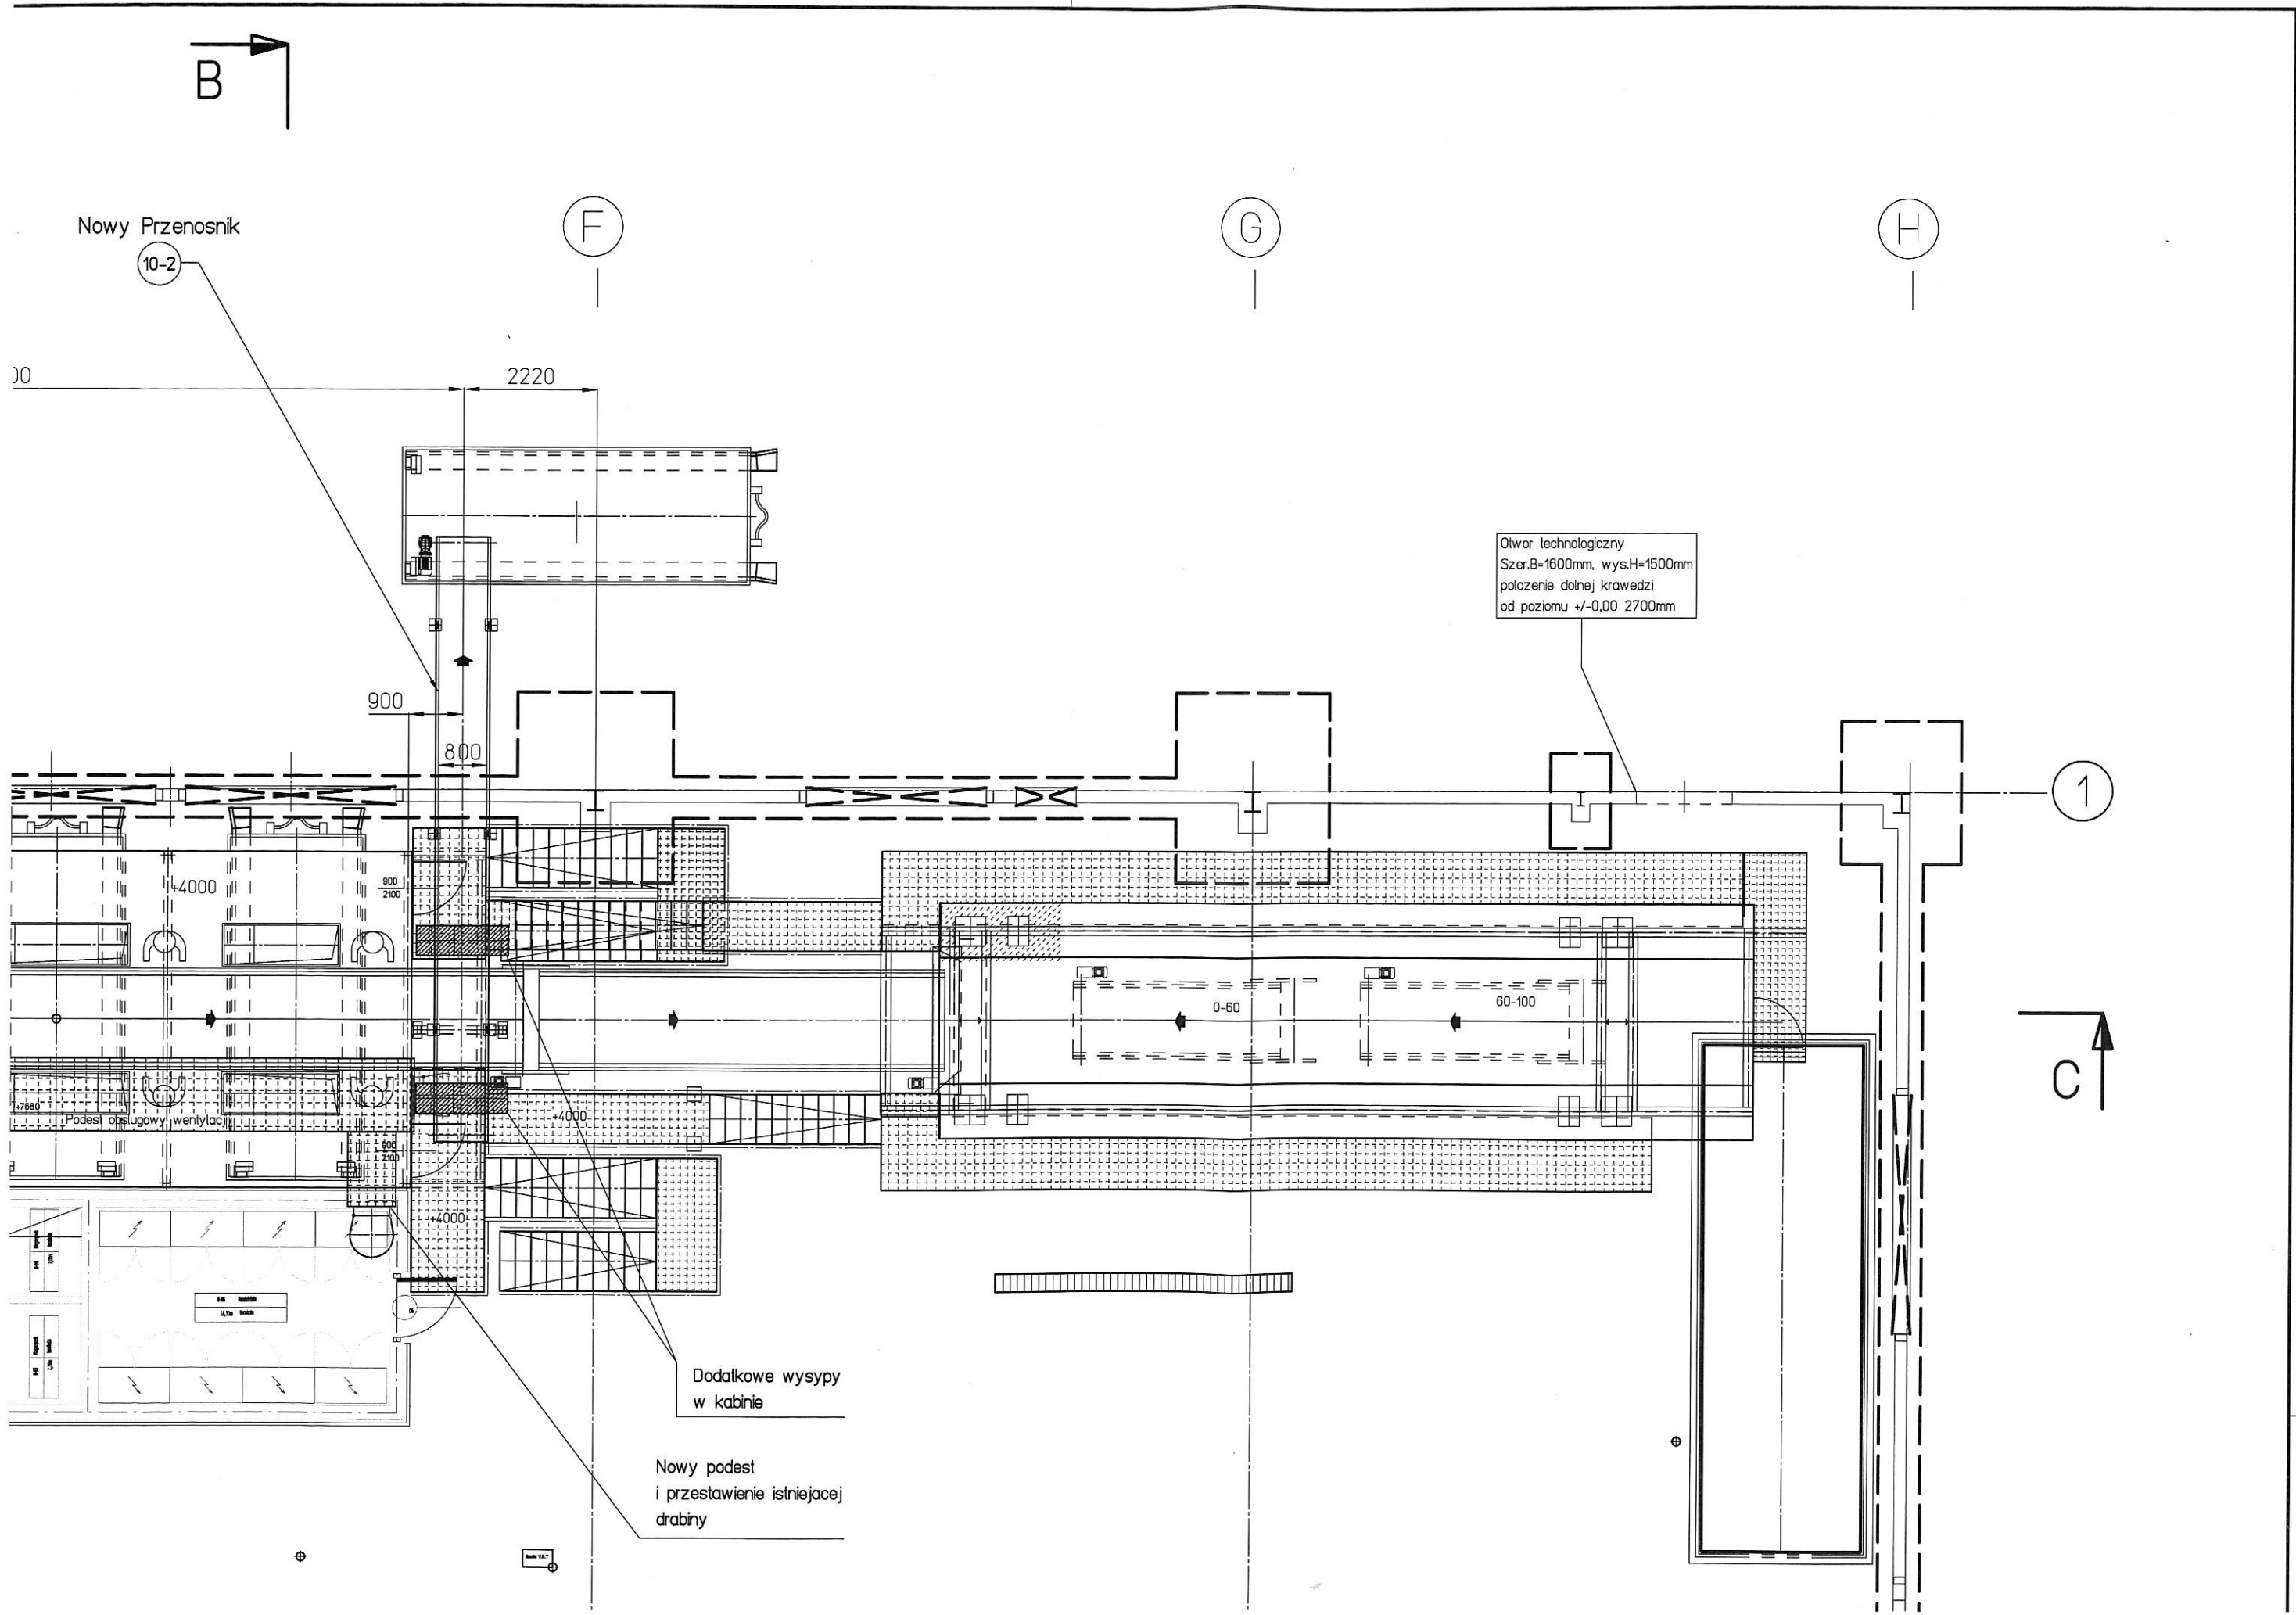 B
Nowy Przenosnik
10-2
F
G
H
00
2220
Otwor technologiczny
Szer.B=1600mm, wys.H=1500mm
polozenie dolnej krawedzi
od poziomu +/-0,00 2700mm
900
800
1
+4000
900
2100
0-60
60-100
C
+7680
Podest obslugowy wentylacj
+4000
900
2100
+4000
Dodatkowe wysypy
w kabinie
Nowy podest
i przestawienie istniejacej
drabiny